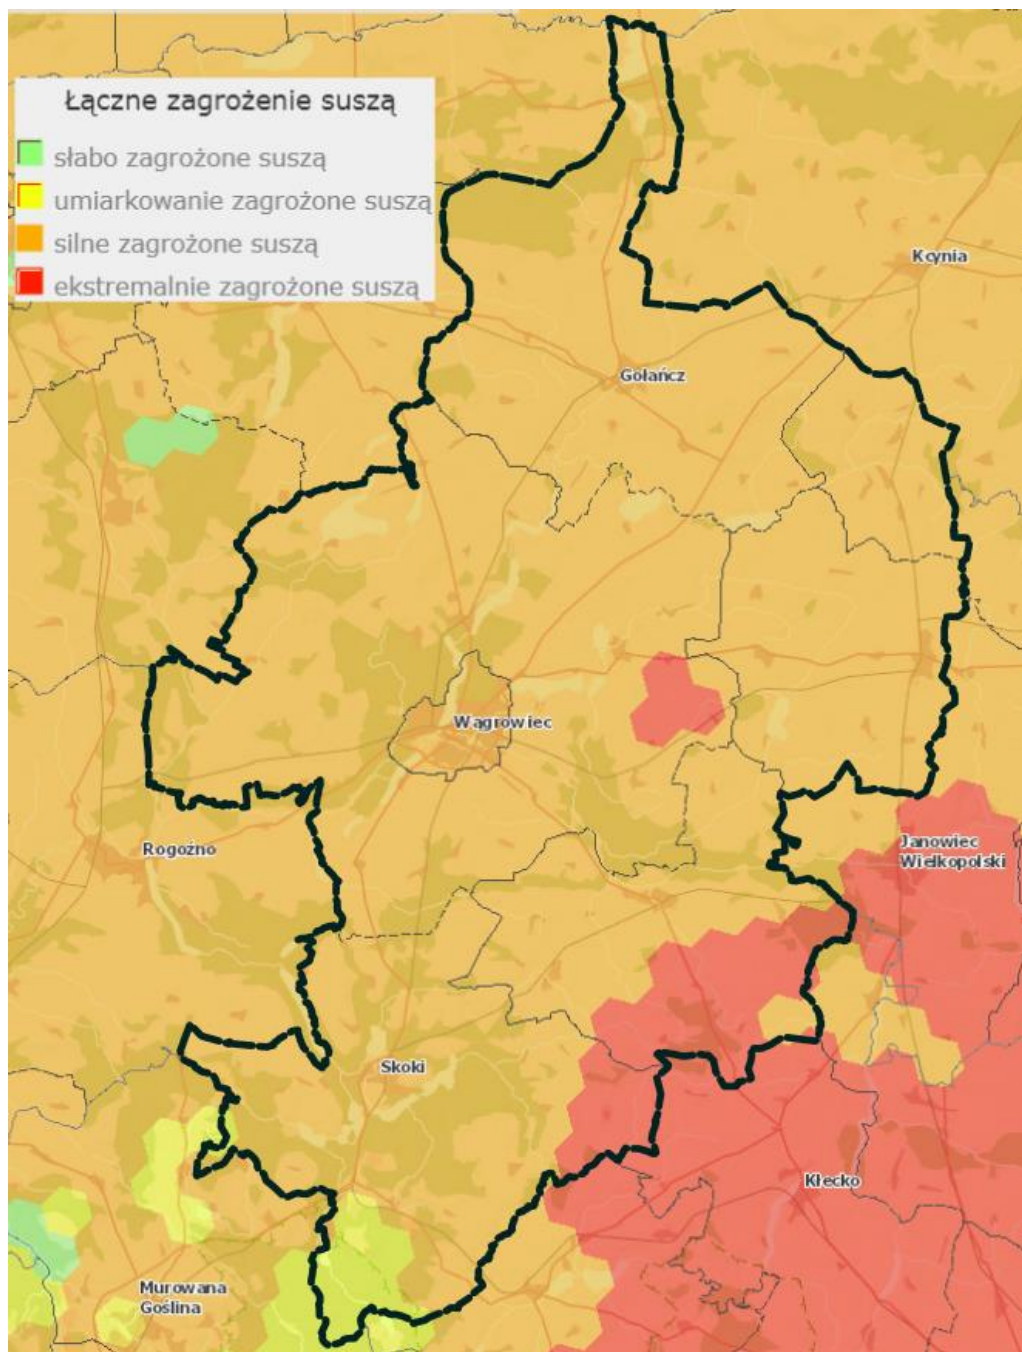 Łączne zagrożenie suszą
słabo zagrożone suszą
umiarkowanie zagrożone suszą
silne zagrożone suszą
ekstremalnie zagrożone suszą
Kcynia
Gołańcz
Wągrowiec
Rogoźno
Janowiec
Wielkopolski
Skoki
Kłecko
Murowana
Goślina